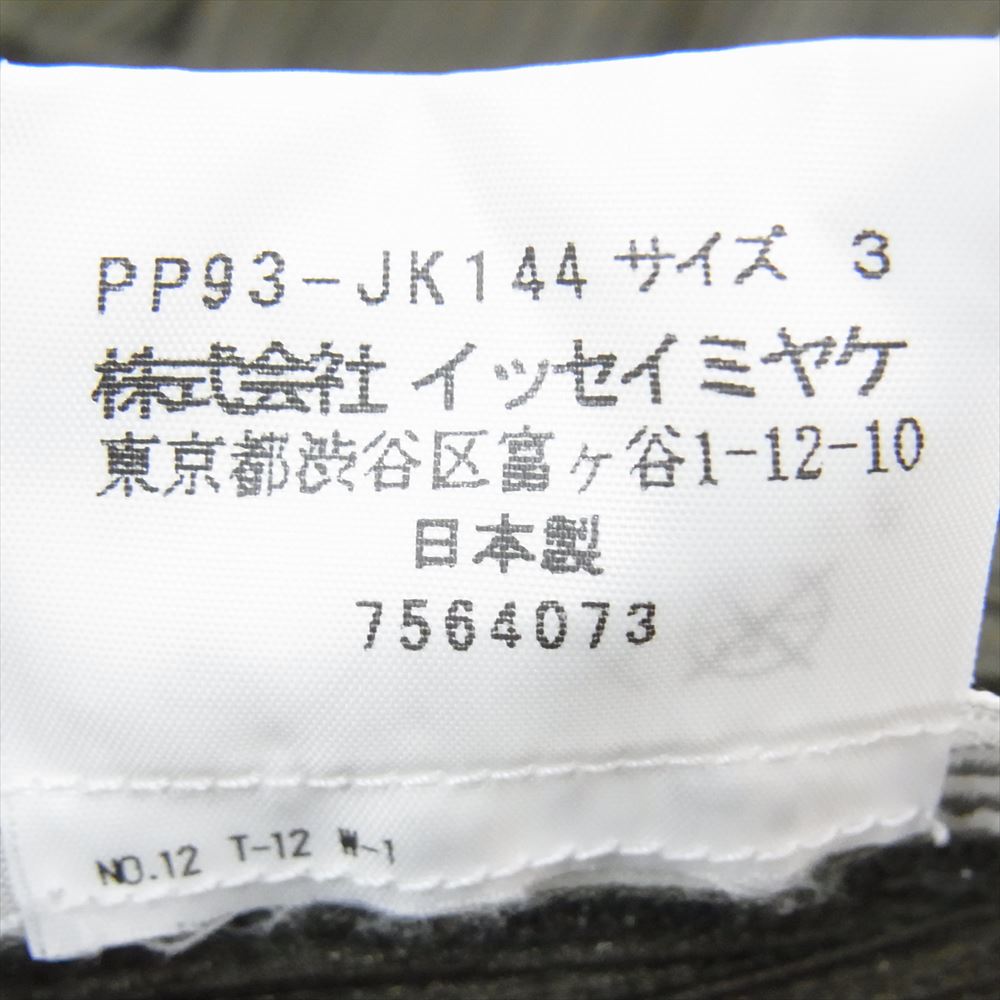 PP93-JK144 サイズ 3
株式会社 イッセイミヤケ
東京都渋谷区富ヶ谷1-12-10
日本製
7564073
NO.12 T-12 W-1